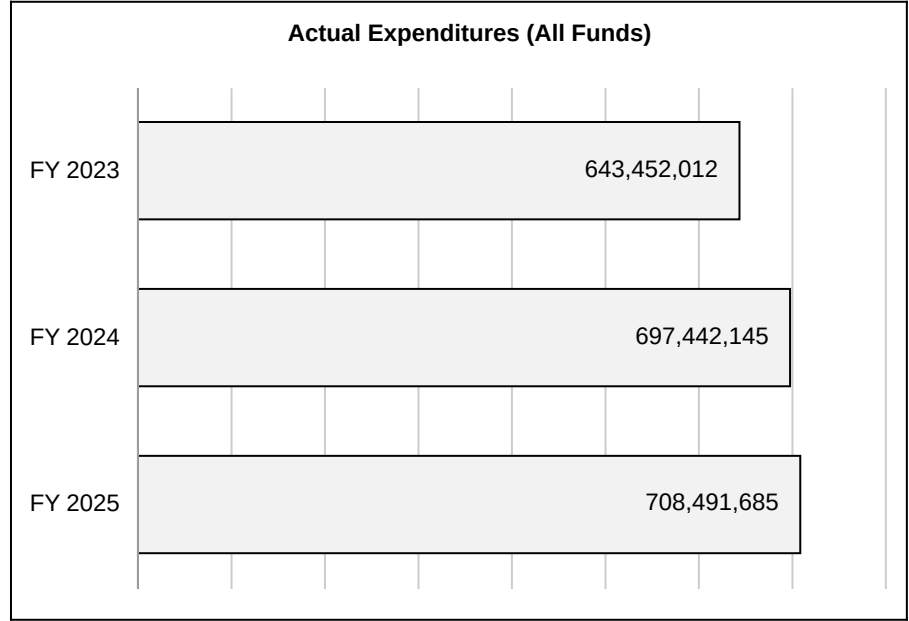 Actual Expenditures (All Funds)
FY 2023 643,452,012
FY 2024 697,442,145
FY 2025 708,491,685